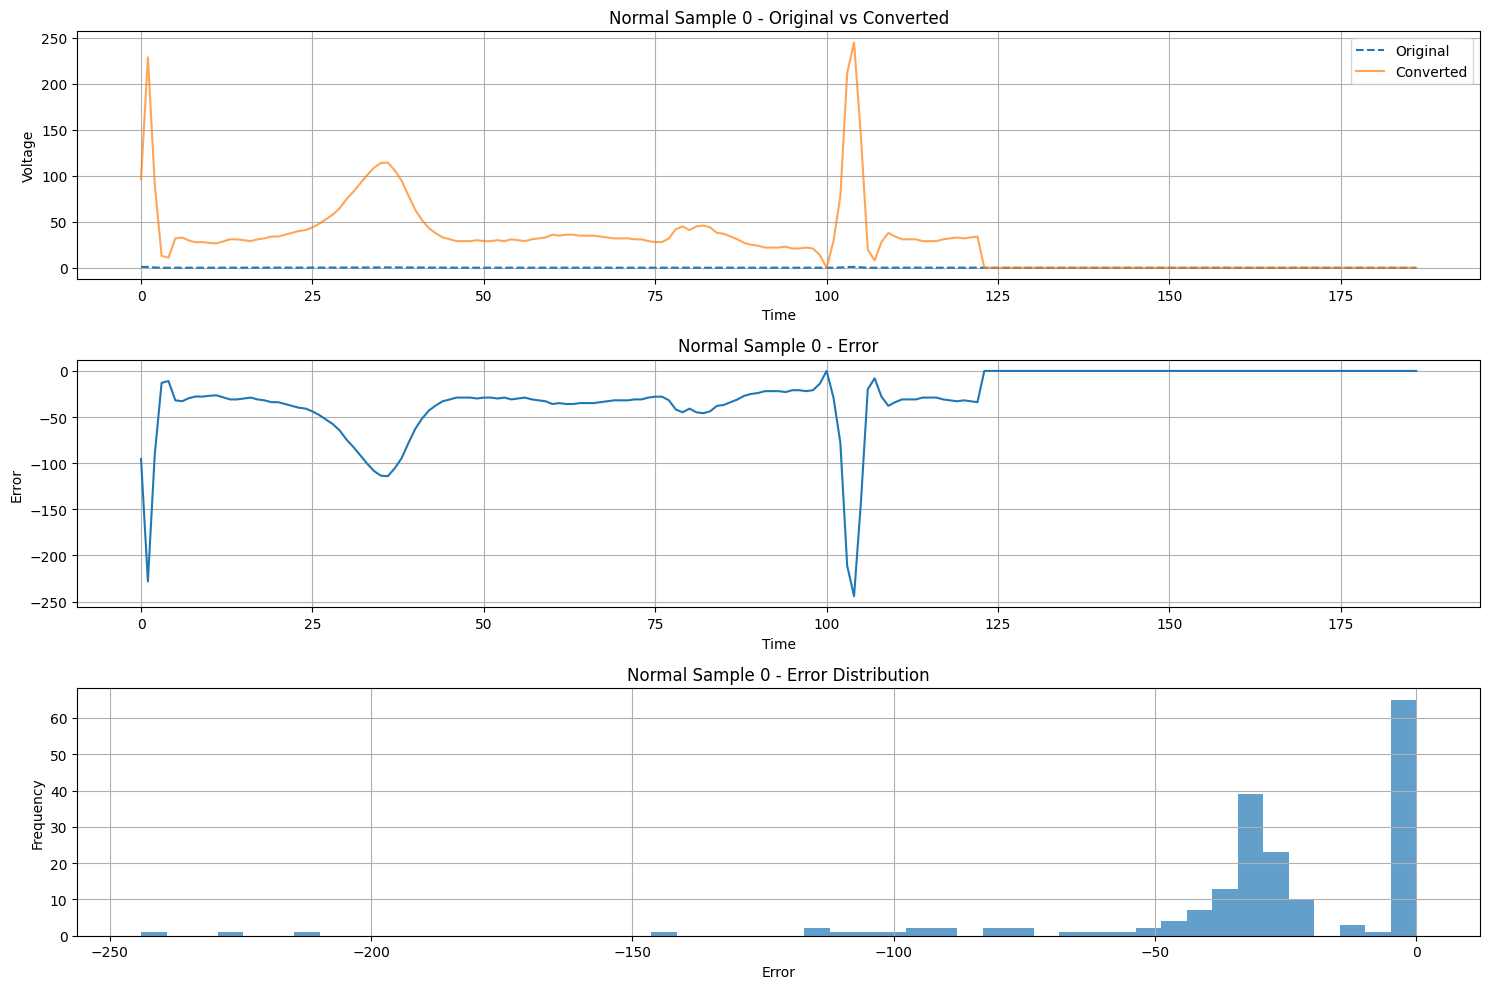 Normal Sample 0 - Original vs Converted
250
200
150
100
50
0
Voltage
Original
Converted
0 25 50 75 100 125 150 175
Time
Normal Sample 0 - Error
0
−50
−100
−150
−200
−250
Error
0 25 50 75 100 125 150 175
Time
Normal Sample 0 - Error Distribution
60
50
40
30
20
10
0
Frequency
−250 −200 −150 −100 −50 0
Error